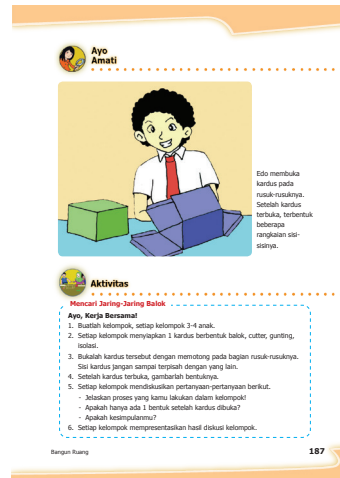 Ayo
Amati
Edo membuka
kardus pada
rusuk-rusuknya.
Setelah kardus
terbuka, terbentuk
beberapa
rangkaian sisi-
sisinya.
Aktivitas
Mencari Jaring-Jaring Balok
Ayo, Kerja Bersama!
1. Buatlah kelompok, setiap kelompok 3-4 anak.
2. Setiap kelompok menyiapkan 1 kardus berbentuk balok, cutter, gunting,
isolasi.
3. Bukalah kardus tersebut dengan memotong pada bagian rusuk-rusuknya.
Sisi kardus jangan sampai terpisah dengan yang lain.
4. Setelah kardus terbuka, gambarlah bentuknya.
5. Setiap kelompok mendiskusikan pertanyaan-pertanyaan berikut.
- Jelaskan proses yang kamu lakukan dalam kelompok!
- Apakah hanya ada 1 bentuk setelah kardus dibuka?
- Apakah kesimpulanmu?
6. Setiap kelompok mempresentasikan hasil diskusi kelompok.
Bangun Ruang
187